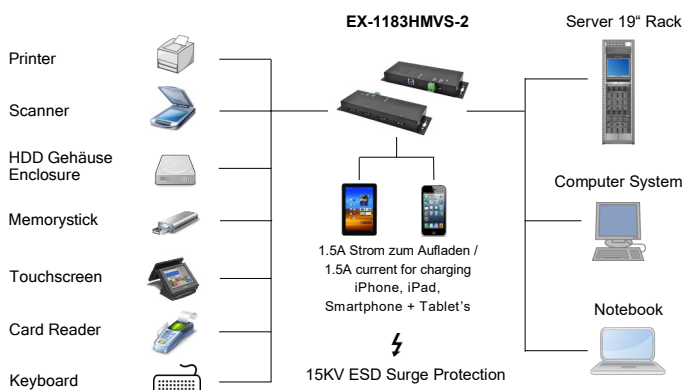 EX-1183HMVS-2
Server 19“ Rack
Printer
Scanner
HDD Gehäuse
Enclosure
Memorystick
Touchscreen
Card Reader
Keyboard
1.5A Strom zum Aufladen /
1.5A current for charging
iPhone, iPad,
Smartphone + Tablet’s
15KV ESD Surge Protection
Computer System
Notebook